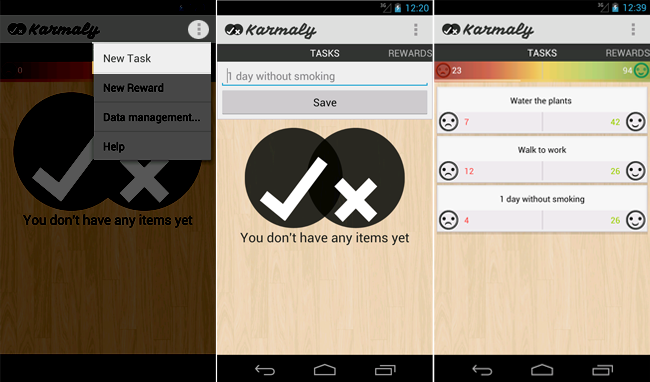 Karmaly
New Task
0
New Reward
Data management...
Help
You don't have any items yet
3G 12:20
Karmaly
TASKS REWARDS
1 day without smoking
Save
You don't have any items yet
3G 12:39
Karmaly
TASKS REWARDS
23 94
Water the plants
7 42
Walk to work
12 26
1 day without smoking
4 26